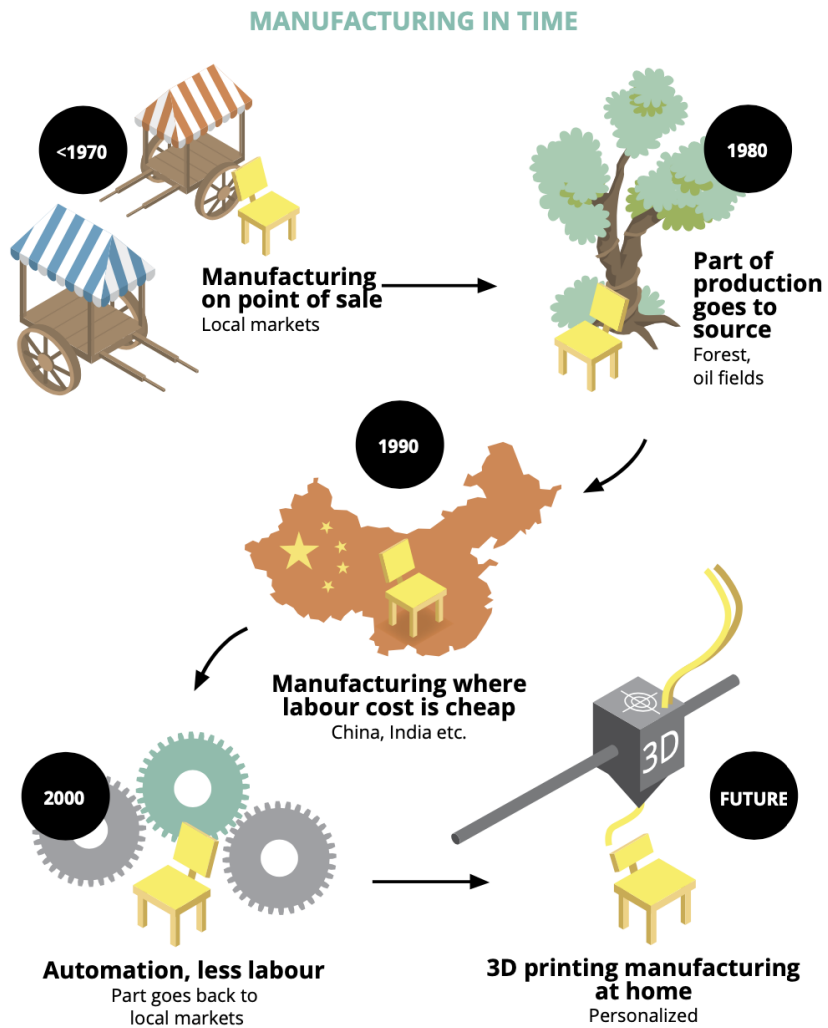 MANUFACTURING IN TIME
<1970
Manufacturing
on point of sale
Local markets
1980
Part of
production
goes to
source
Forest,
oil fields
1990
Manufacturing where
labour cost is cheap
China, India etc.
2000
Automation, less labour
Part goes back to
local markets
3D
FUTURE
3D printing manufacturing
at home
Personalized